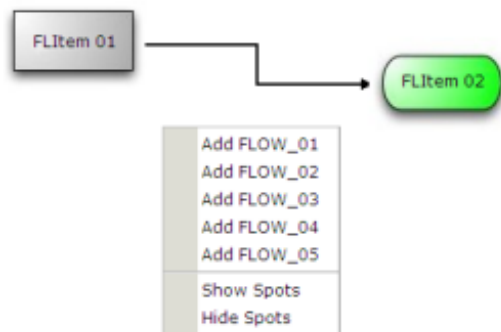 FLItem 01
FLItem 02
Add FLOW_01
Add FLOW_02
Add FLOW_03
Add FLOW_04
Add FLOW_05
Show Spots
Hide Spots